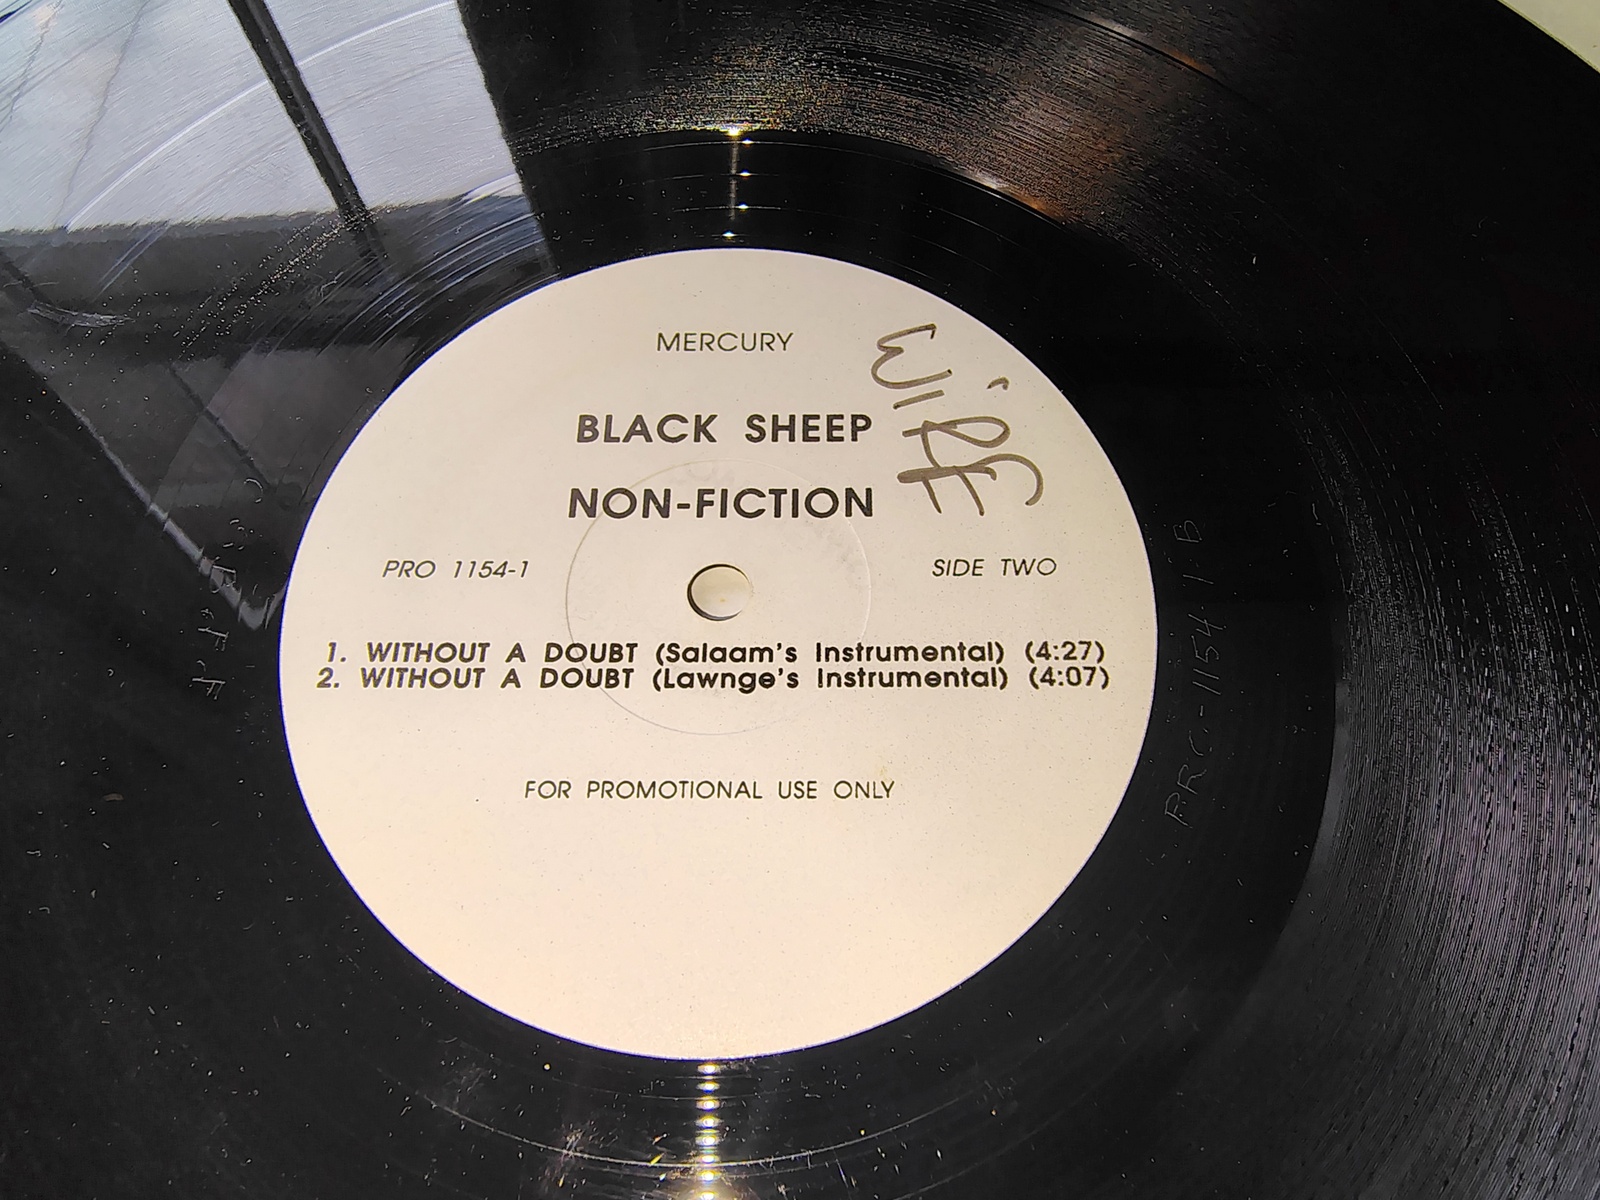 MERCURY
WiRE
BLACK SHEEP
NON-FICTION
PRO 1154-1
SIDE TWO
1. WITHOUT A DOUBT (Salaam's Instrumental) (4:27)
2. WITHOUT A DOUBT (Lawnge's Instrumental) (4:07)
FOR PROMOTIONAL USE ONLY